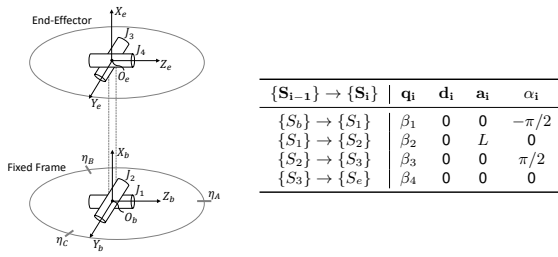 X_e
End-Effector
J_3
J_4
Z_e
O_e
Y_e
Fixed Frame
X_b
η_B
J_2
J_1
η_A
Z_b
O_b
η_C
Y_b
{S_{i-1}} → {S_i} | q_i d_i a_i α_i
{S_b} → {S_1} | β_1 0 0 −π/2
{S_1} → {S_2} | β_2 0 L 0
{S_2} → {S_3} | β_3 0 0 π/2
{S_3} → {S_e} | β_4 0 0 0